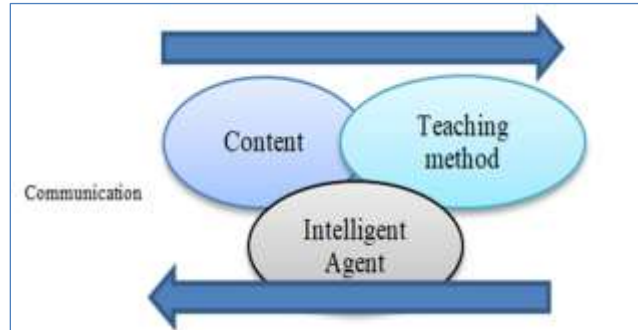 Content
Teaching
method
Communication
Intelligent
Agent